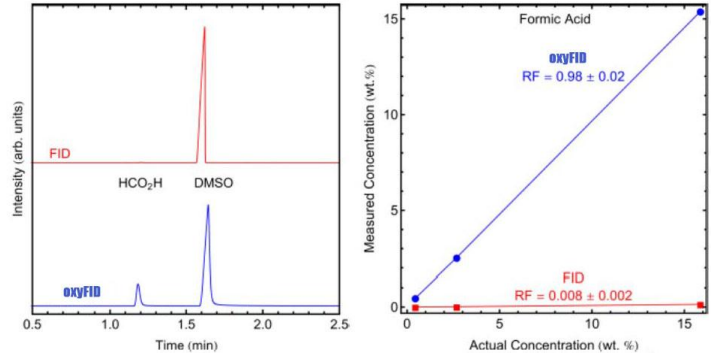 Intensity (arb. units)
FID
HCO2H
DMSO
oxyFID
0.5
1.0
1.5
2.0
2.5
Time (min)
Measured Concentration (wt.%)
15
10
5
0
Formic Acid
oxyFID
RF = 0.98 ± 0.02
FID
RF = 0.008 ± 0.002
0
5
10
15
Actual Concentration (wt. %)